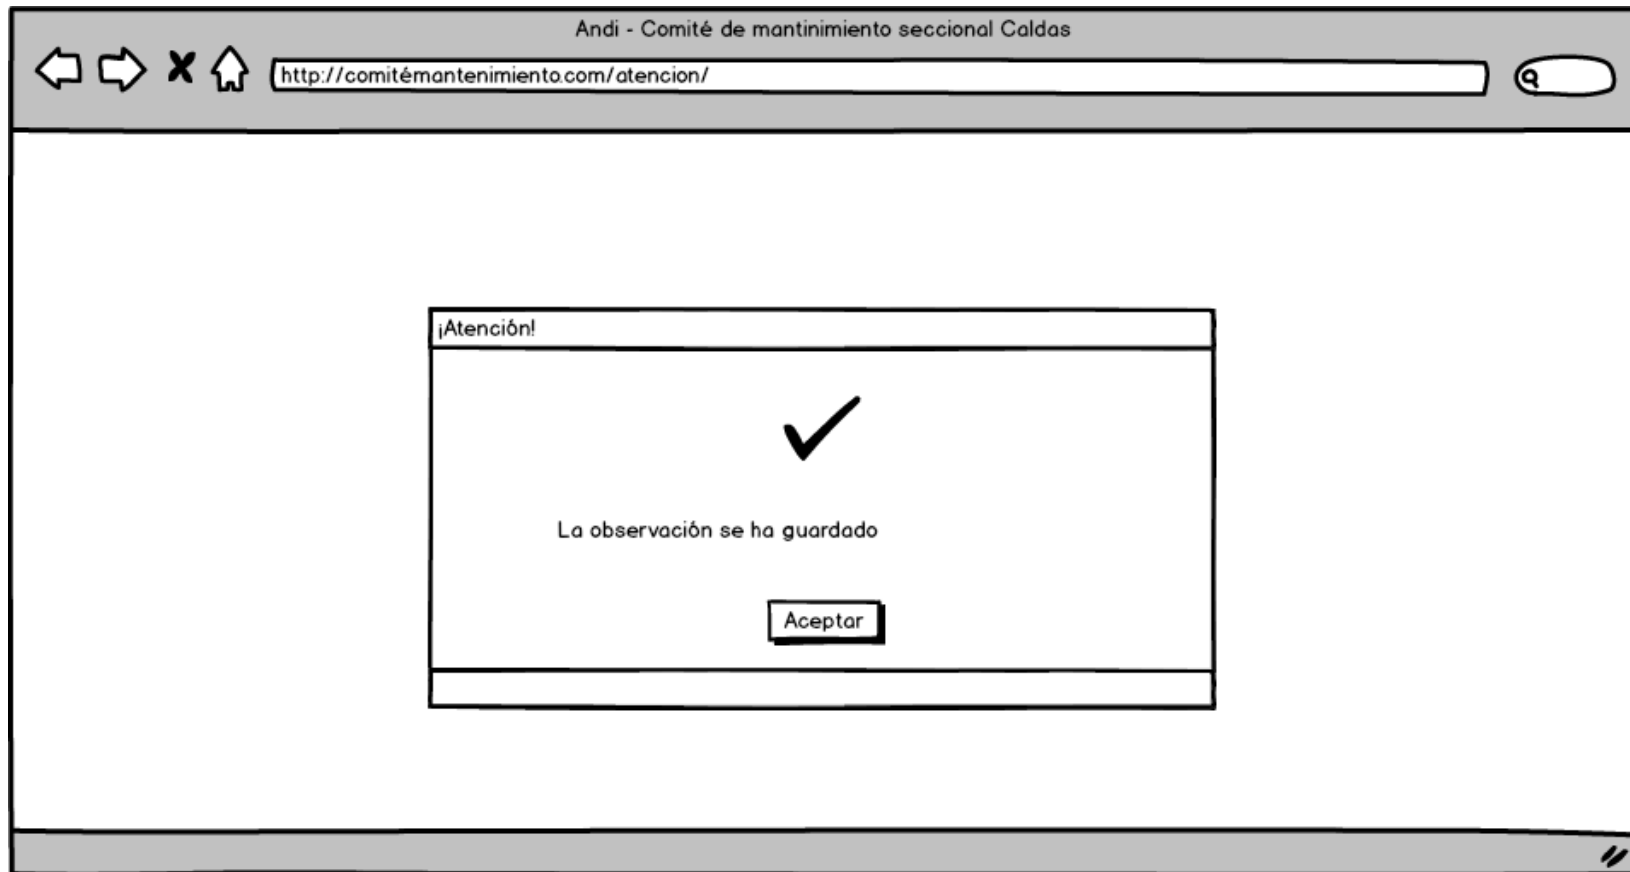 Andi - Comité de mantinimiento seccional Caldas
http://comitémantenimiento.com/atencion/
¡Atención!
La observación se ha guardado
Aceptar